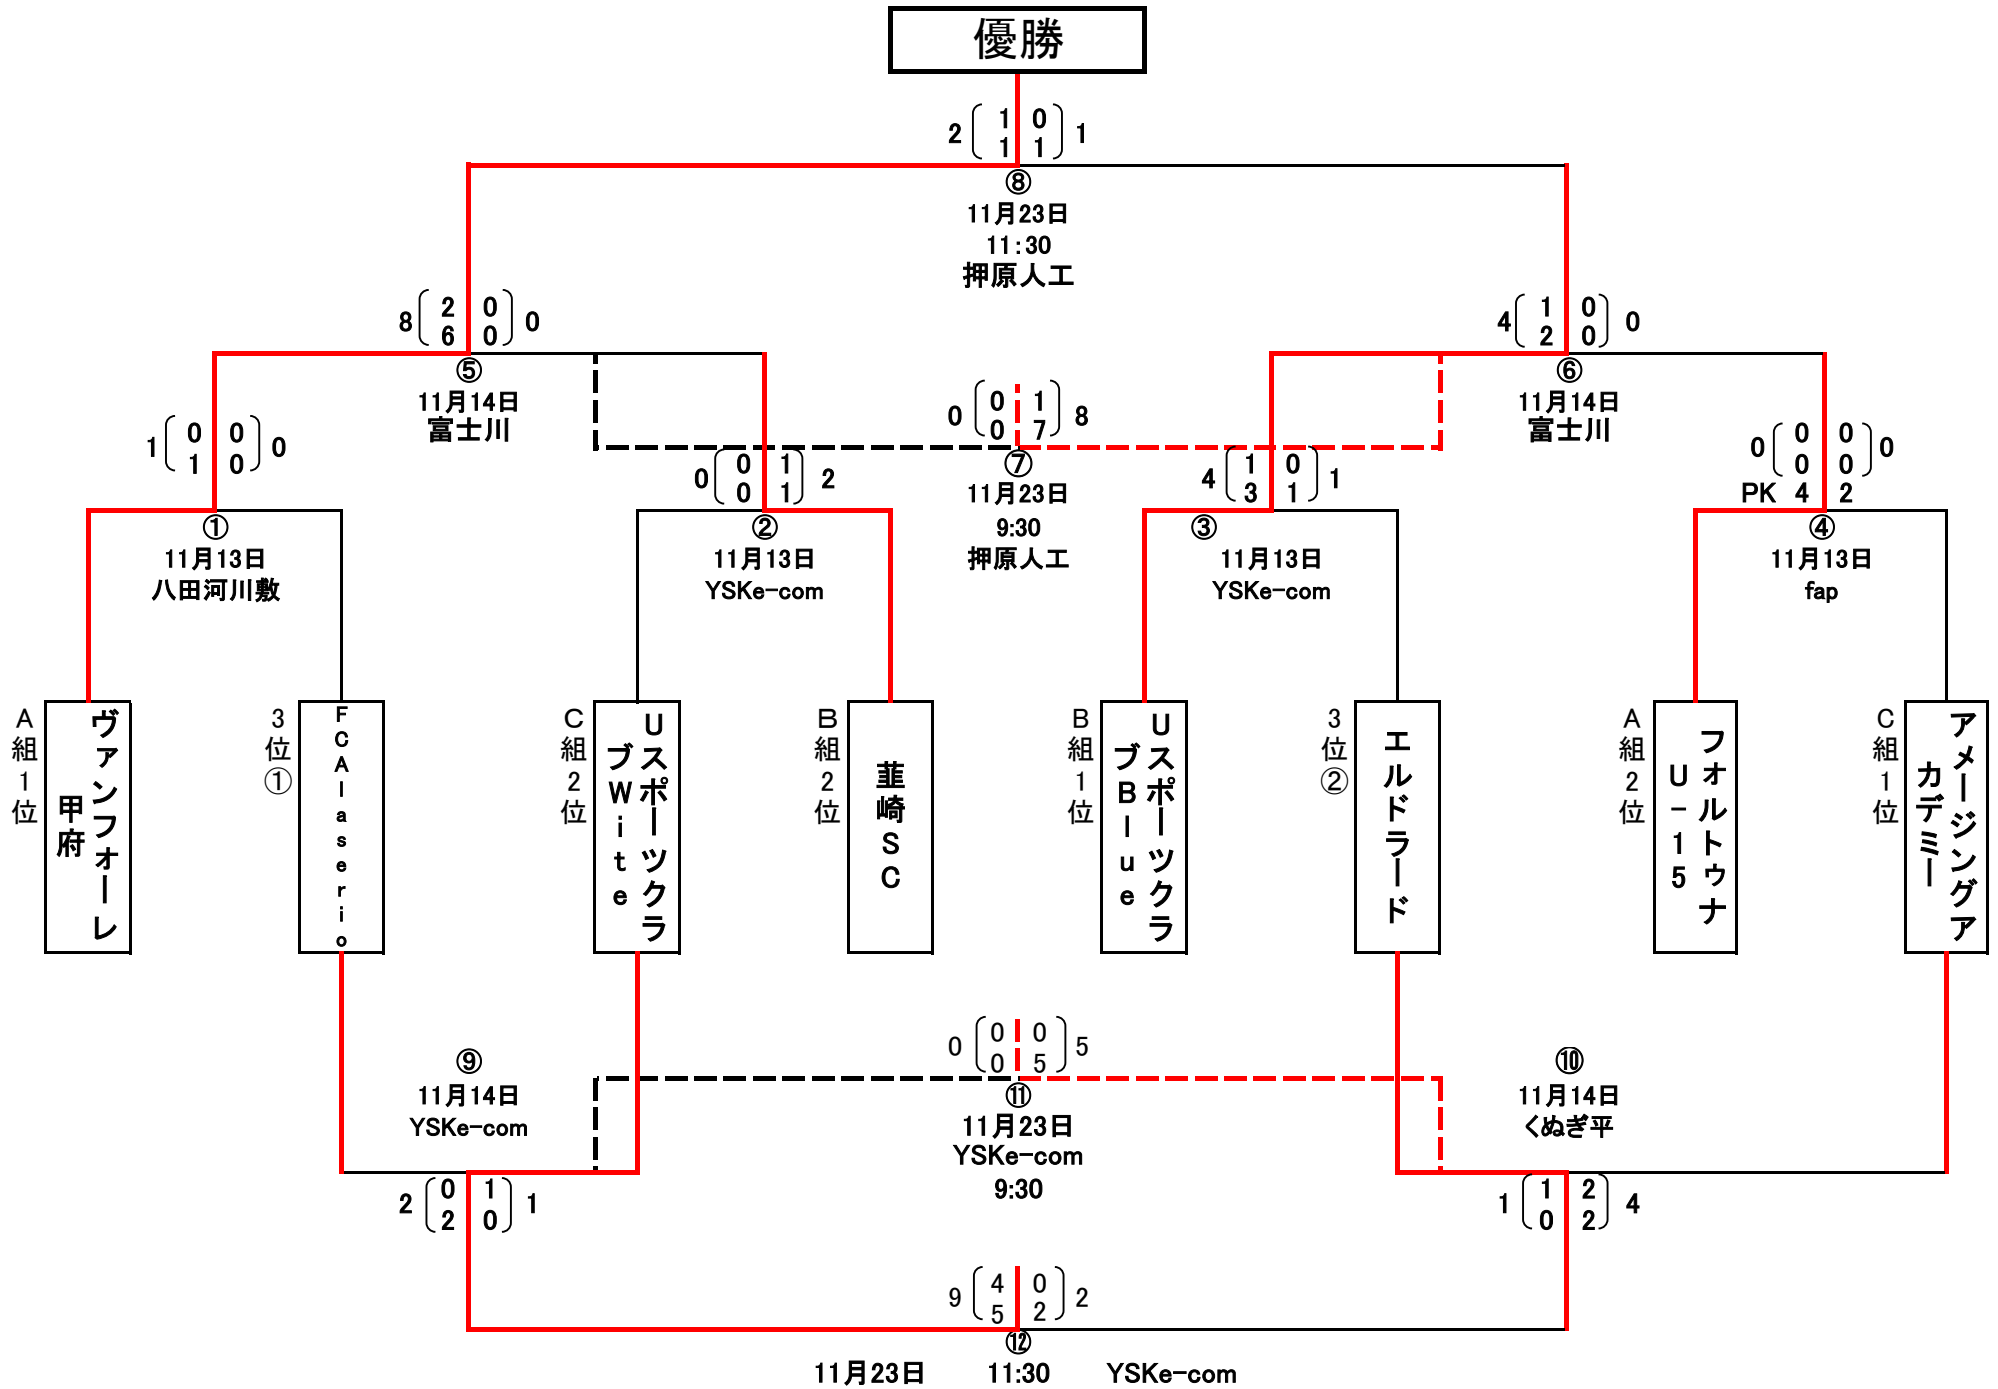 優勝
2 1 0 1
1 1
⑧
11月23日
11：30
押原人工
8 2 0 0
6 0
⑤
11月14日
富士川
4 1 0 0
2 0
⑥
11月14日
富士川
0 0 1 8
0 7
⑦
11月23日
9:30
押原人工
1 0 0 0
1 0
①
11月13日
八田河川敷
0 0 1 2
0 1
②
11月13日
YSKe-com
4 1 0 1
3 1
③
11月13日
YSKe-com
0 0 0 0
0 0
PK 4 2
④
11月13日
fap
A組1位
ヴァンフォーレ
甲府
3位①
FCAlaserio
C組2位
Uスポーツクラ
ブWite
B組2位
韮崎SC
B組1位
Uスポーツクラ
ブBlue
3位②
エルドラード
A組2位
フォルトゥナ
U-15
C組1位
アメージングア
カデミー
⑨
11月14日
YSKe-com
2 0 1 1
2 0
0 0 0 5
0 5
⑪
11月23日
YSKe-com
9:30
⑩
11月14日
くぬぎ平
1 1 2 4
0 2
9 4 0 2
5 2
⑫
11月23日 11:30 YSKe-com